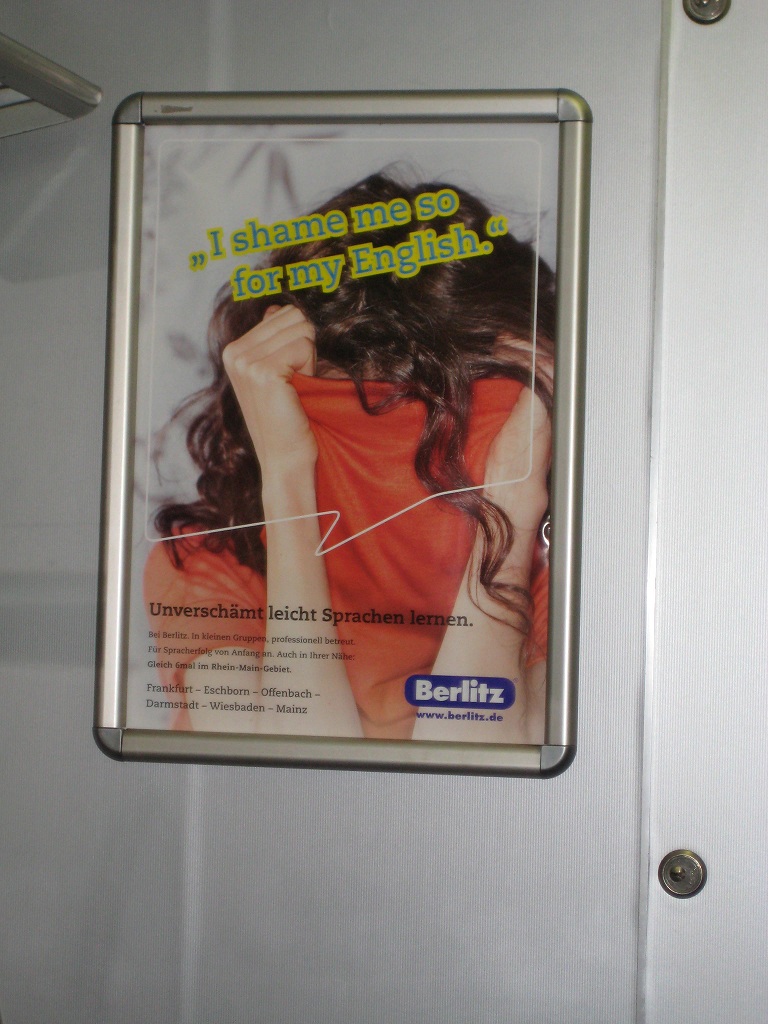 „I shame me so
for my English.“
Unverschämt leicht Sprachen lernen.
Bei Berlitz. In kleinen Gruppen, professionell betreut.
Für Spracherfolg von Anfang an. Auch in Ihrer Nähe:
Gleich 6mal im Rhein-Main-Gebiet.
Frankfurt – Eschborn – Offenbach –
Darmstadt – Wiesbaden – Mainz
Berlitz
www.berlitz.de